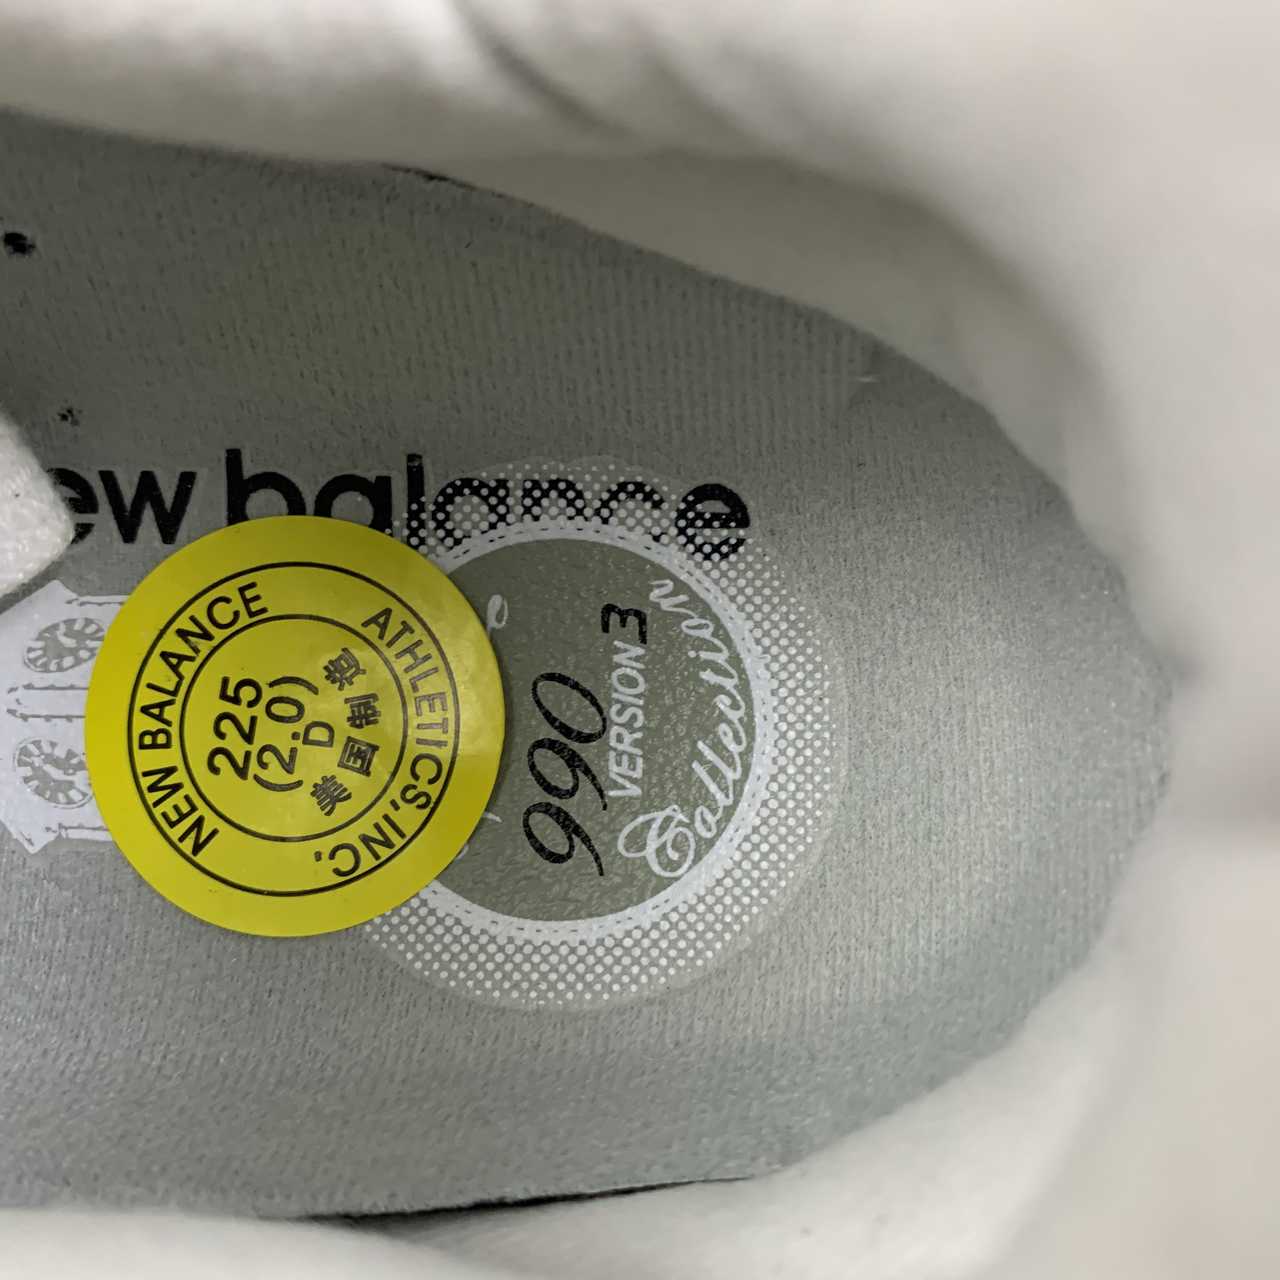 ew balance
NEW BALANCE
ATHLETICS, INC.
225
(2.0)
D
美国制造
990
VERSION 3
Collection